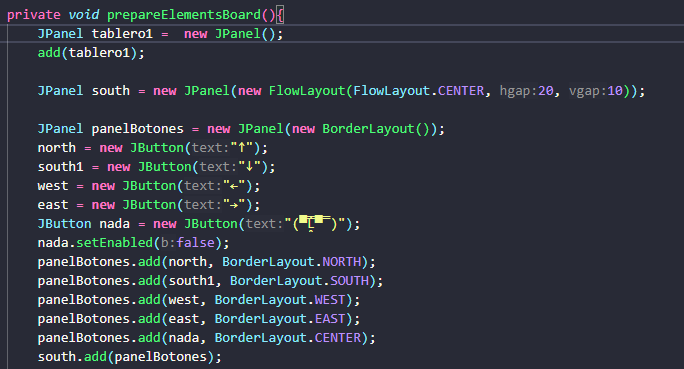 private void prepareElementsBoard(){
JPanel tablero1 =  new JPanel();
add(tablero1);
JPanel south = new JPanel(new FlowLayout(FlowLayout.CENTER, hgap:20, vgap:10));
JPanel panelBotones = new JPanel(new BorderLayout());
north = new JButton(text:"↑");
south1 = new JButton(text:"↓");
west = new JButton(text:"←");
east = new JButton(text:"→");
JButton nada = new JButton(text:"(▀̿Ĺ̯▀̿ ̿)");
nada.setEnabled(b:false);
panelBotones.add(north, BorderLayout.NORTH);
panelBotones.add(south1, BorderLayout.SOUTH);
panelBotones.add(west, BorderLayout.WEST);
panelBotones.add(east, BorderLayout.EAST);
panelBotones.add(nada, BorderLayout.CENTER);
south.add(panelBotones);